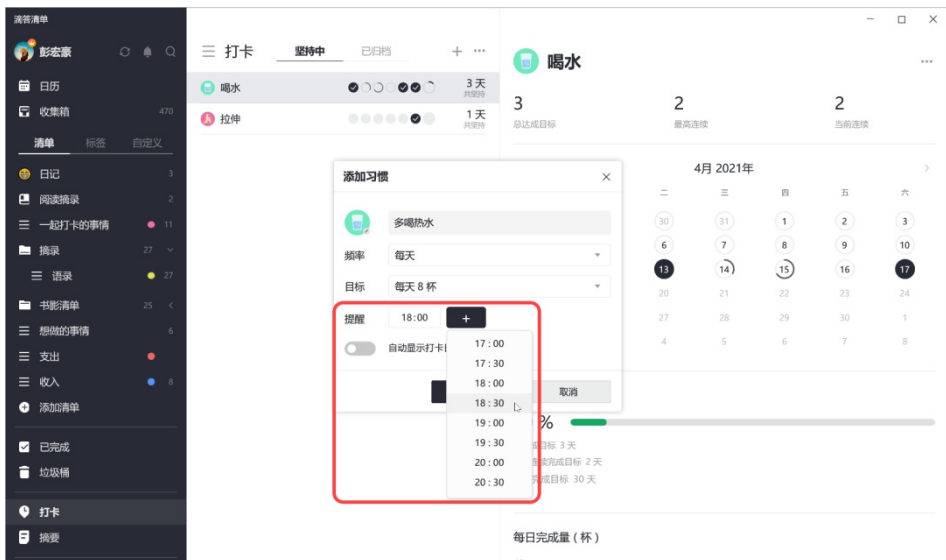 滴答清单
彭宏豪
日历
收集箱 470
清单 标签 自定义
日记 3
阅读摘录 2
一起打卡的事情 11
摘录 27
语录 27
书影清单 25
想做的事情 6
支出
收入 8
添加清单
已完成
垃圾桶
打卡
摘要
打卡 坚持中 已归档
喝水 3 天
共坚持
拉伸 1 天
共坚持
喝水
3 2 2
总达成目标 最高连续 当前连续
4月 2021年
二 三 四 五 六
30 31 1 2 3
6 7 8 9 10
13 14 15 16 17
20 21 22 23 24
27 28 29 30 1
4 5 6 7 8
%
目标 3 天
完成目标 2 天
完成目标 30 天
每日完成量 ( 杯 )
添加习惯
多喝热水
频率 每天
目标 每天 8 杯
提醒 18:00 +
自动显示打卡
取消
17 : 00
17 : 30
18 : 00
18 : 30
19 : 00
19 : 30
20 : 00
20 : 30